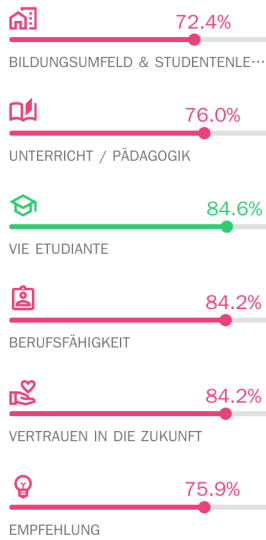 72.4%
BILDUNGSUMFELD & STUDENTENLE…
76.0%
UNTERRICHT / PÄDAGOGIK
84.6%
VIE ETUDIANTE
84.2%
BERUFSFÄHIGKEIT
84.2%
VERTRAUEN IN DIE ZUKUNFT
75.9%
EMPFEHLUNG